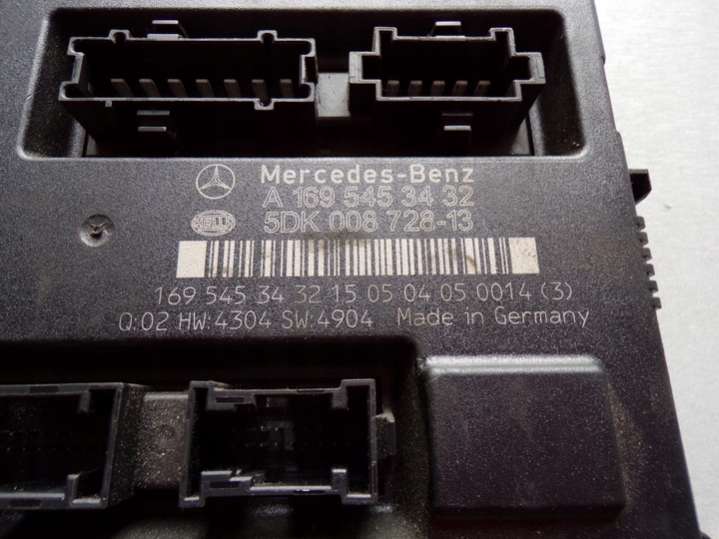 Mercedes-Benz
A 169 545 34 32
HELLA
5DK 008 728-13
169 545 34 32 15 05 04 05 0014 (3)
Q:02 HW:4304 SW:4904 Made in Germany